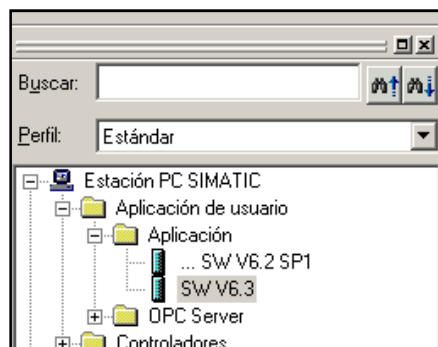 Buscar:
Perfil: Estándar
Estación PC SIMATIC
Aplicación de usuario
Aplicación
... SW V6.2 SP1
SW V6.3
OPC Server
Controladores